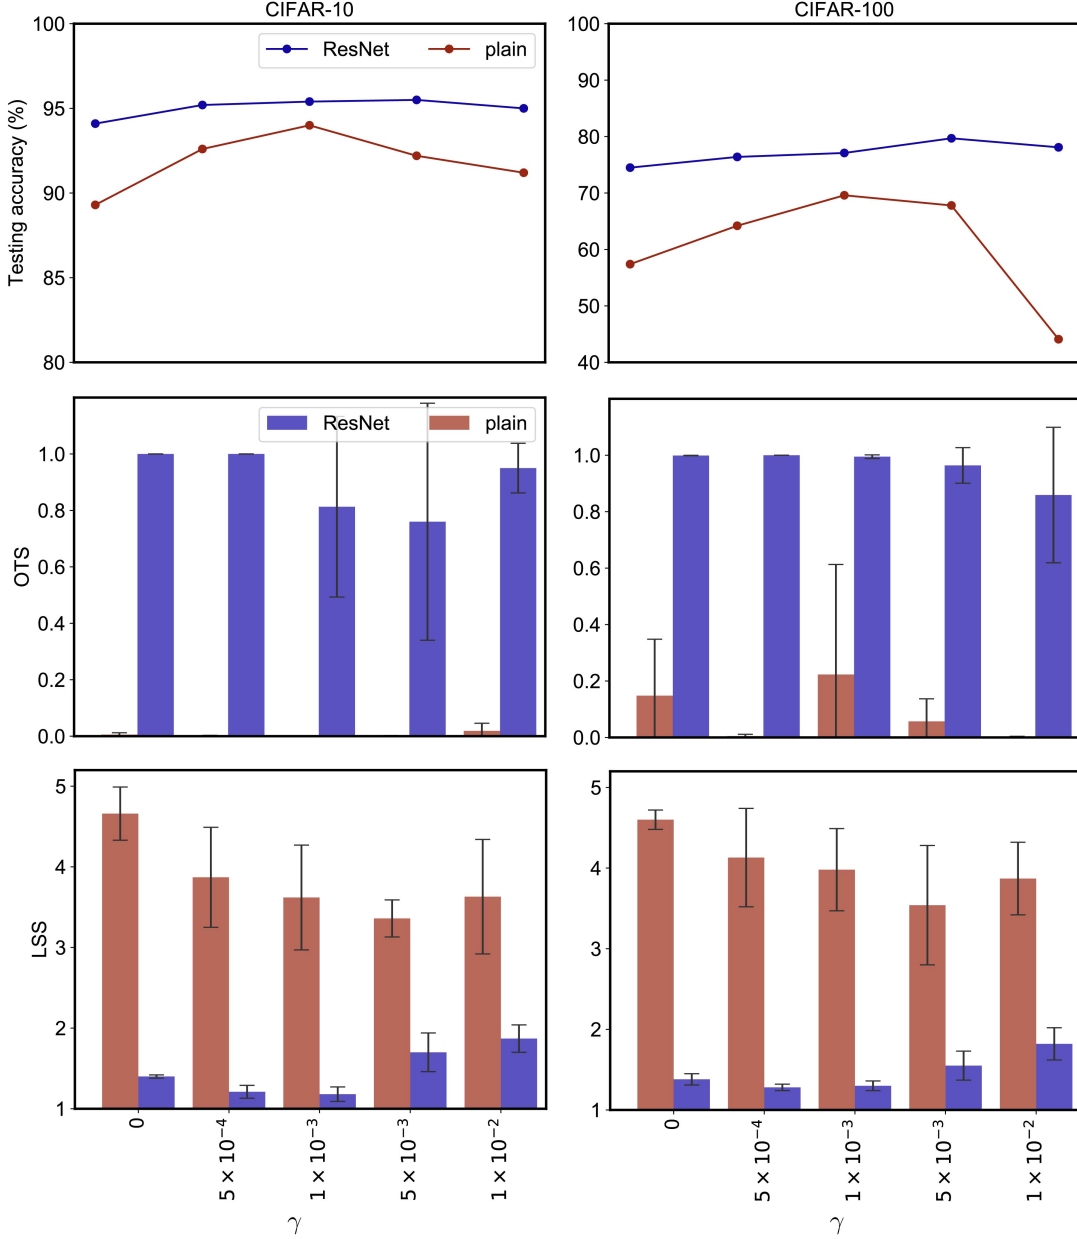 CIFAR-10
CIFAR-100
Testing accuracy (%)
100
95
90
85
80
ResNet
plain
100
90
80
70
60
50
40
OTS
1.0
0.8
0.6
0.4
0.2
0.0
ResNet
plain
1.0
0.8
0.6
0.4
0.2
0.0
LSS
5
4
3
2
1
5
4
3
2
1
0
5 × 10⁻⁴
1 × 10⁻³
5 × 10⁻³
1 × 10⁻²
γ
0
5 × 10⁻⁴
1 × 10⁻³
5 × 10⁻³
1 × 10⁻²
γ